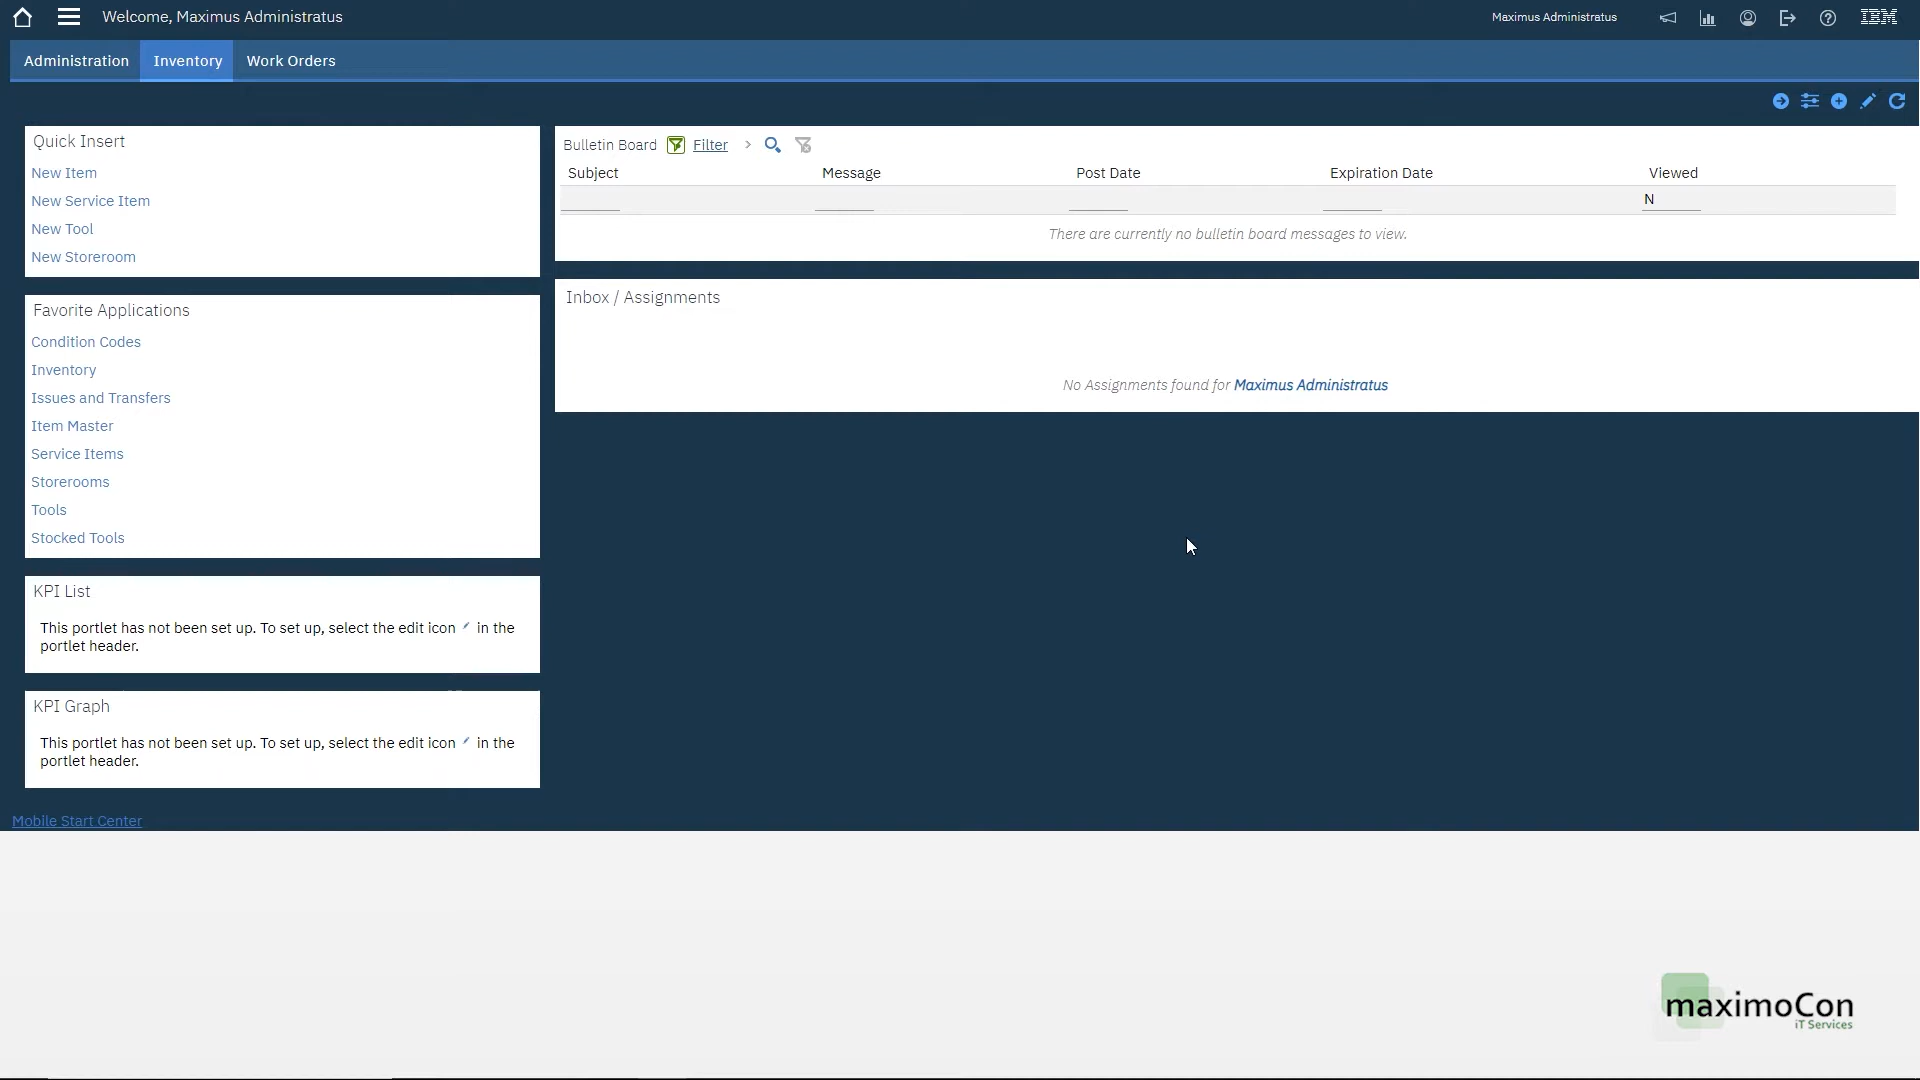 Welcome, Maximus Administratus
Maximus Administratus
IBM
Administration
Inventory
Work Orders
Quick Insert
New Item
New Service Item
New Tool
New Storeroom
Favorite Applications
Condition Codes
Inventory
Issues and Transfers
Item Master
Service Items
Storerooms
Tools
Stocked Tools
KPI List
This portlet has not been set up. To set up, select the edit icon in the
portlet header.
KPI Graph
This portlet has not been set up. To set up, select the edit icon in the
portlet header.
Mobile Start Center
Bulletin Board Filter
Subject Message Post Date Expiration Date Viewed
N
There are currently no bulletin board messages to view.
Inbox / Assignments
No Assignments found for Maximus Administratus
maximoCon
iT Services